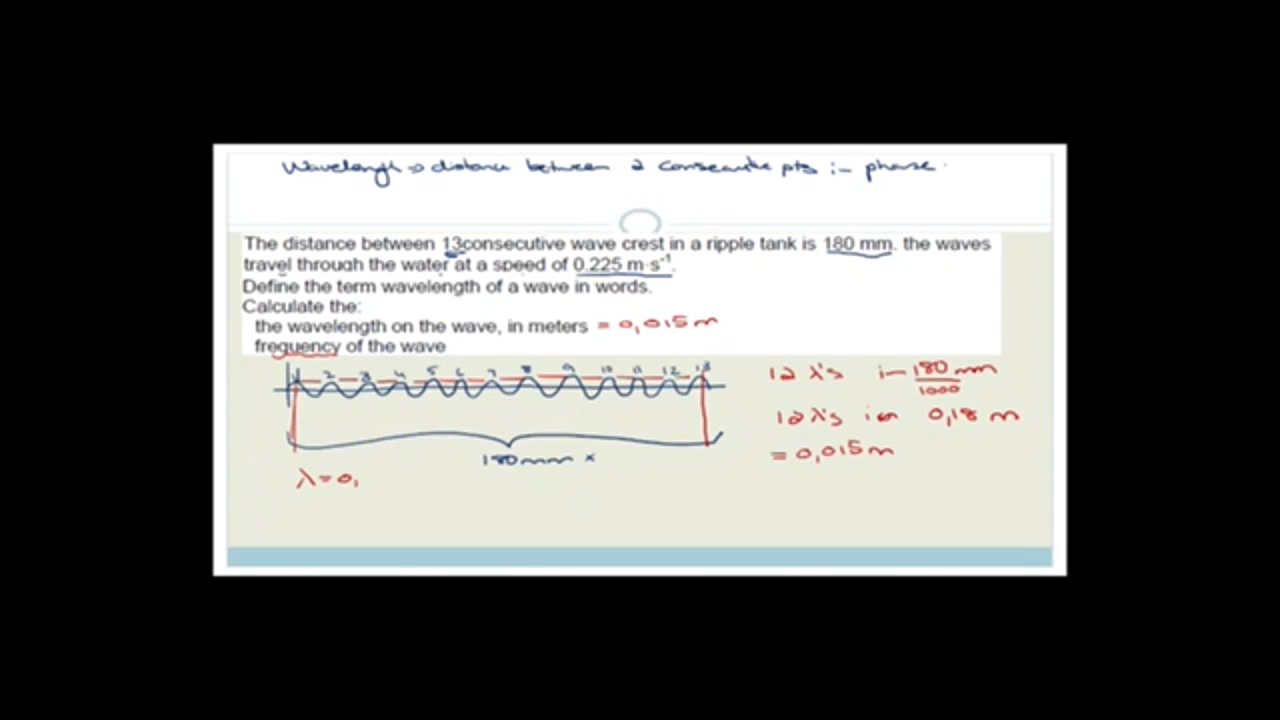 Wavelength → distance between 2 consecutive pts in phase.
The distance between 13consecutive wave crest in a ripple tank is 180 mm. the waves
travel through the water at a speed of 0.225 m·s⁻¹.
Define the term wavelength of a wave in words.
Calculate the:
the wavelength on the wave, in meters = 0,015m
frequency of the wave
1 2 3 4 5 6 7 8 9 10 11 12 13
180mm x
λ = 0,
12 λ's in 180 mm
1000
12 λ's in 0,18 m
= 0,015m